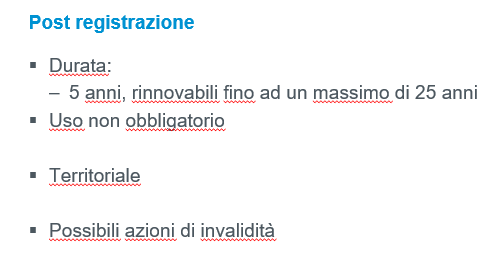 Post registrazione
▪ Durata:
– 5 anni, rinnovabili fino ad un massimo di 25 anni
▪ Uso non obbligatorio
▪ Territoriale
▪ Possibili azioni di invalidità